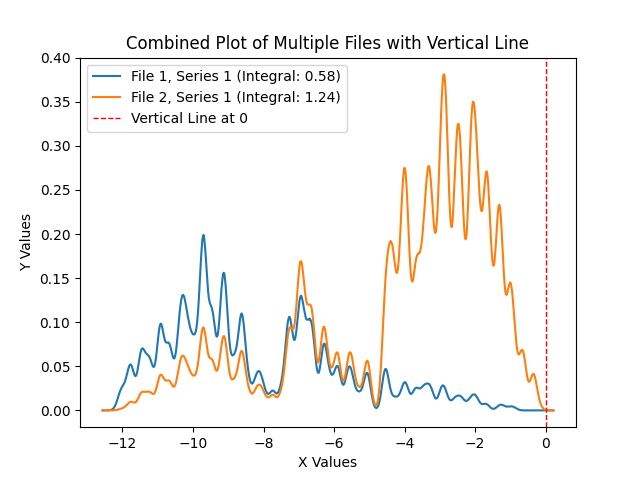 Combined Plot of Multiple Files with Vertical Line
File 1, Series 1 (Integral: 0.58)
File 2, Series 1 (Integral: 1.24)
Vertical Line at 0
0.40
0.35
0.30
0.25
0.20
0.15
0.10
0.05
0.00
Y Values
−12 −10 −8 −6 −4 −2 0
X Values